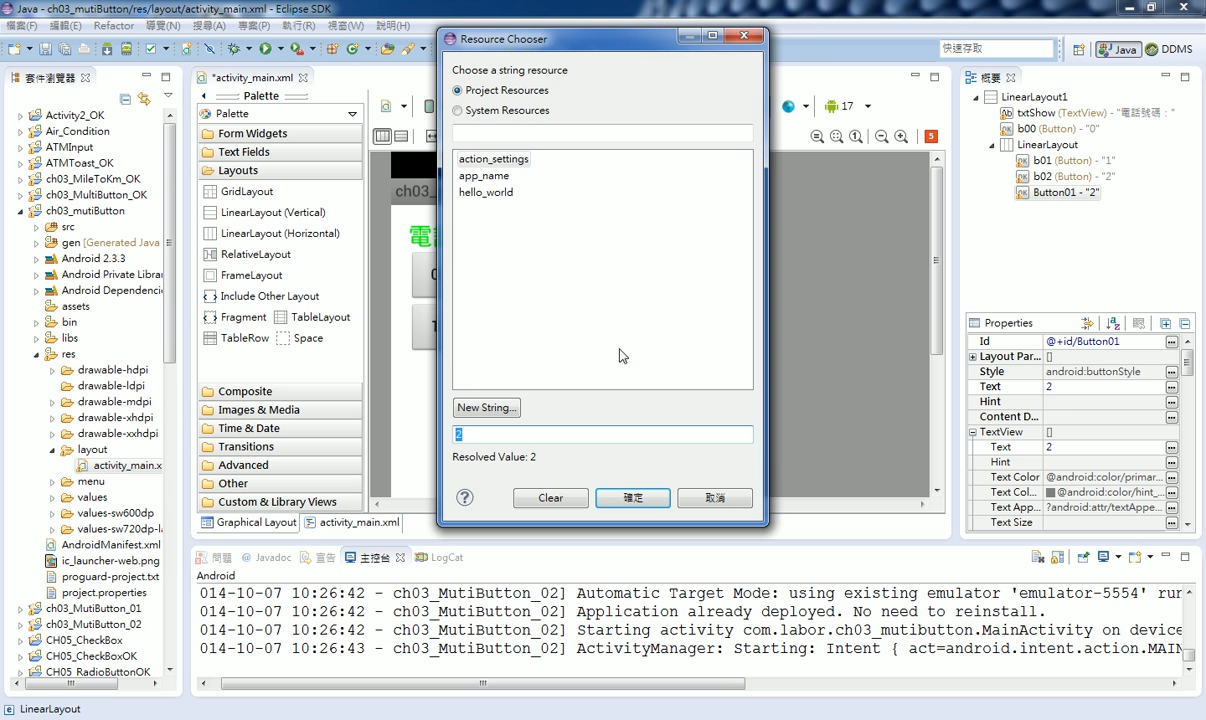 Java - ch03_mutiButton/res/layout/activity_main.xml - Eclipse SDK
檔案(F) 編輯(E) Refactor 導覽(N) 搜尋(A) 專案(P) 執行(R) 視窗(W) 說明(H)
快速存取
Java
DDMS
套件瀏覽器
Activity2_OK
Air_Condition
ATMInput
ATMToast_OK
ch03_MileToKm_OK
ch03_MultiButton_OK
ch03_mutiButton
src
gen [Generated Java
Android 2.3.3
Android Private Librar
Android Dependencie
assets
bin
libs
res
drawable-hdpi
drawable-ldpi
drawable-mdpi
drawable-xhdpi
drawable-xxhdpi
layout
activity_main.x
menu
values
values-sw600dp
values-sw720dp-la
AndroidManifest.xml
ic_launcher-web.png
proguard-project.txt
project.properties
ch03_MutiButton_01
ch03_MutiButton_02
CH05_CheckBox
CH05_CheckBoxOK
CH05_RadioButtonOK
*activity_main.xml
Palette
Palette
Form Widgets
Text Fields
Layouts
GridLayout
LinearLayout (Vertical)
LinearLayout (Horizontal)
RelativeLayout
FrameLayout
Include Other Layout
Fragment TableLayout
TableRow Space
Composite
Images & Media
Time & Date
Transitions
Advanced
Other
Custom & Library Views
Graphical Layout activity_main.xml
17
5
ch03_
Resource Chooser
Choose a string resource
Project Resources
System Resources
action_settings
app_name
hello_world
New String...
2
Resolved Value: 2
Clear 確定 取消
概要
LinearLayout1
txtShow (TextView) - "電話號碼："
b00 (Button) - "0"
LinearLayout
b01 (Button) - "1"
b02 (Button) - "2"
Button01 - "2"
Properties
Id @+id/Button01
Layout Par... []
Style android:buttonStyle
Text 2
Hint
Content D...
TextView []
Text 2
Hint
Text Color @android:color/primar...
Text Col... @android:color/hint_...
Text App... ?android:attr/textAppe...
Text Size
問題 Javadoc 宣告 主控台 LogCat
Android
014-10-07 10:26:42 - ch03_MutiButton_02] Automatic Target Mode: using existing emulator 'emulator-5554' run
014-10-07 10:26:42 - ch03_MutiButton_02] Application already deployed. No need to reinstall.
014-10-07 10:26:42 - ch03_MutiButton_02] Starting activity com.labor.ch03_mutibutton.MainActivity on device
014-10-07 10:26:43 - ch03_MutiButton_02] ActivityManager: Starting: Intent { act=android.intent.action.MAIN
LinearLayout